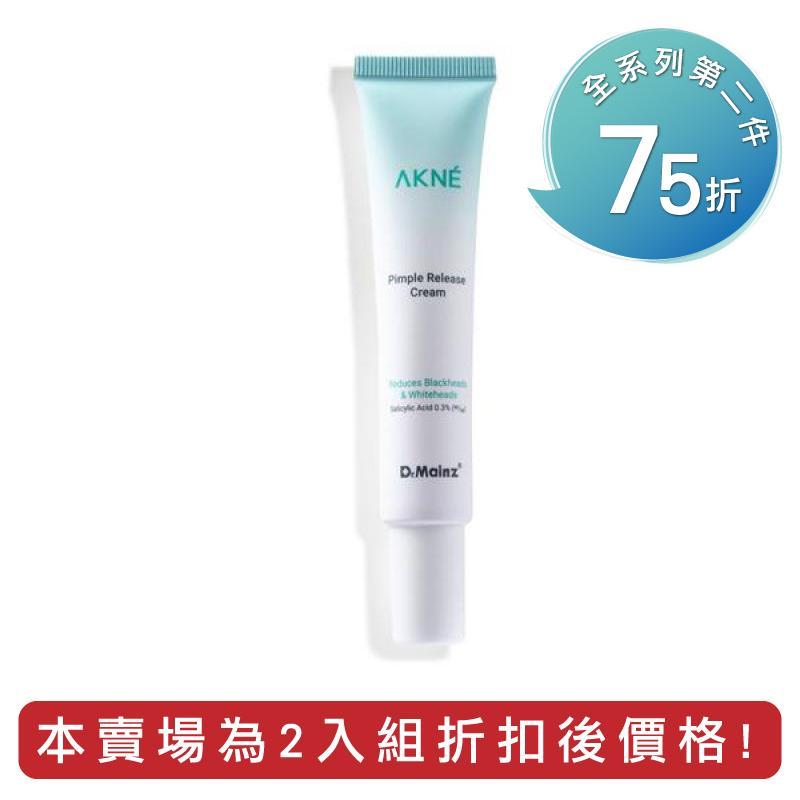 全系列第二件
75折
AKNÉ
Pimple Release
Cream
Reduces Blackheads
& Whiteheads
Salicylic Acid 0.3% (w/w)
Dr.Mainz®
本賣場為2入組折扣後價格!